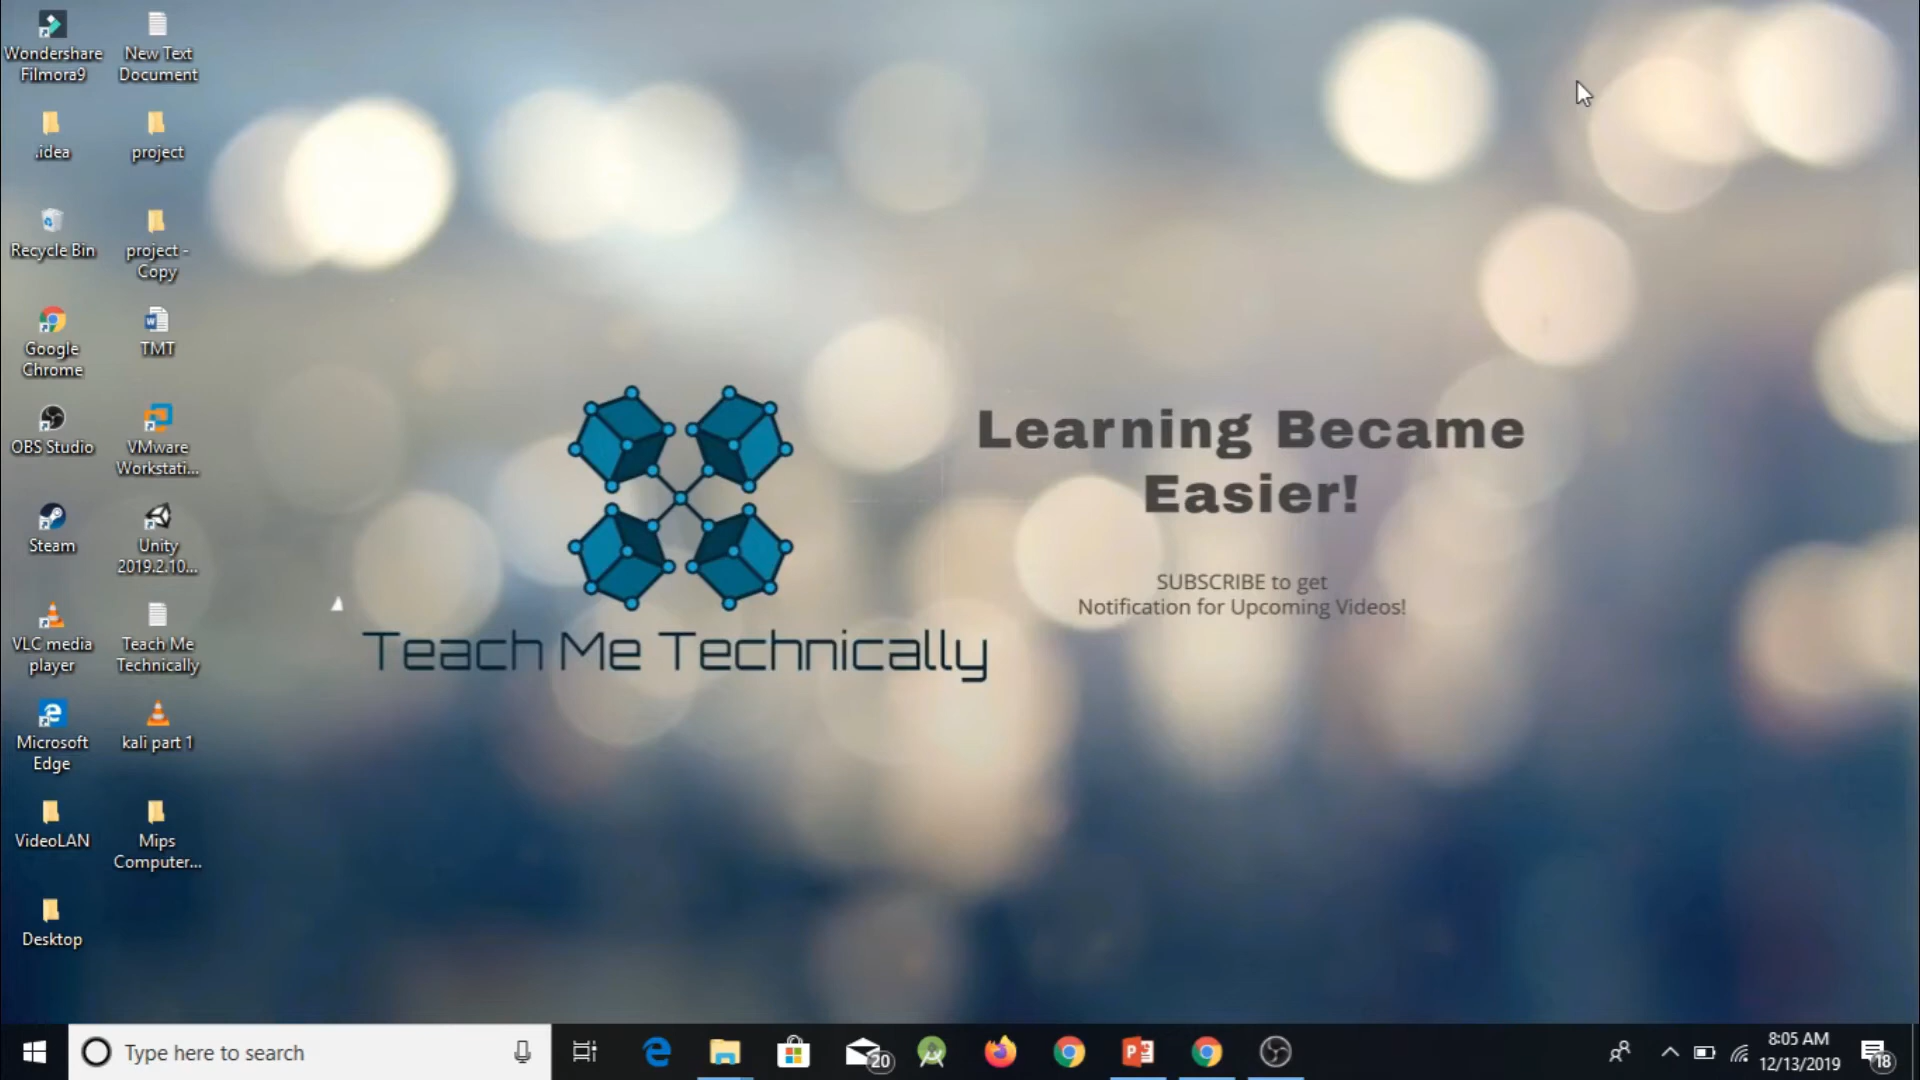 Wondershare
Filmora9
New Text
Document
.idea
project
Recycle Bin
project -
Copy
Google
Chrome
TMT
OBS Studio
VMware
Workstati...
Steam
Unity
2019.2.10...
VLC media
player
Teach Me
Technically
Microsoft
Edge
kali part 1
VideoLAN
Mips
Computer...
Desktop
Teach Me Technically
Learning Became
Easier!
SUBSCRIBE to get
Notification for Upcoming Videos!
Type here to search
20
8:05 AM
12/13/2019
18